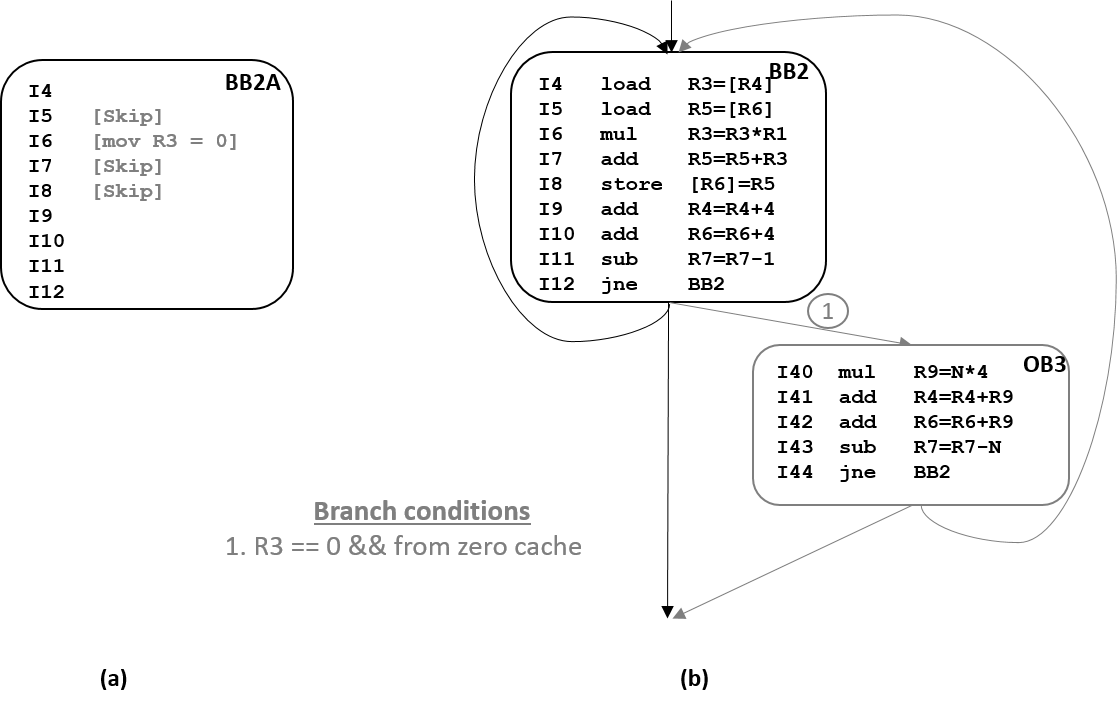 BB2A
I4
I5 [Skip]
I6 [mov R3 = 0]
I7 [Skip]
I8 [Skip]
I9
I10
I11
I12
BB2
I4 load R3=[R4]
I5 load R5=[R6]
I6 mul R3=R3*R1
I7 add R5=R5+R3
I8 store [R6]=R5
I9 add R4=R4+4
I10 add R6=R6+4
I11 sub R7=R7-1
I12 jne BB2
1
OB3
I40 mul R9=N*4
I41 add R4=R4+R9
I42 add R6=R6+R9
I43 sub R7=R7-N
I44 jne BB2
Branch conditions
1. R3 == 0 && from zero cache
(a)
(b)